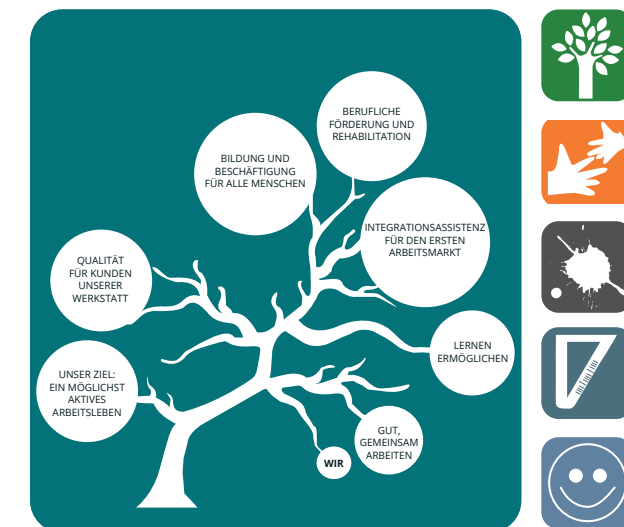 BERUFLICHE
FÖRDERUNG UND
REHABILITATION
BILDUNG UND
BESCHÄFTIGUNG
FÜR ALLE MENSCHEN
INTEGRATIONSASSISTENZ
FÜR DEN ERSTEN
ARBEITSMARKT
QUALITÄT
FÜR KUNDEN
UNSERER
WERKSTATT
LERNEN
ERMÖGLICHEN
UNSER ZIEL:
EIN MÖGLICHST
AKTIVES
ARBEITSLEBEN
GUT,
GEMEINSAM
ARBEITEN
WIR